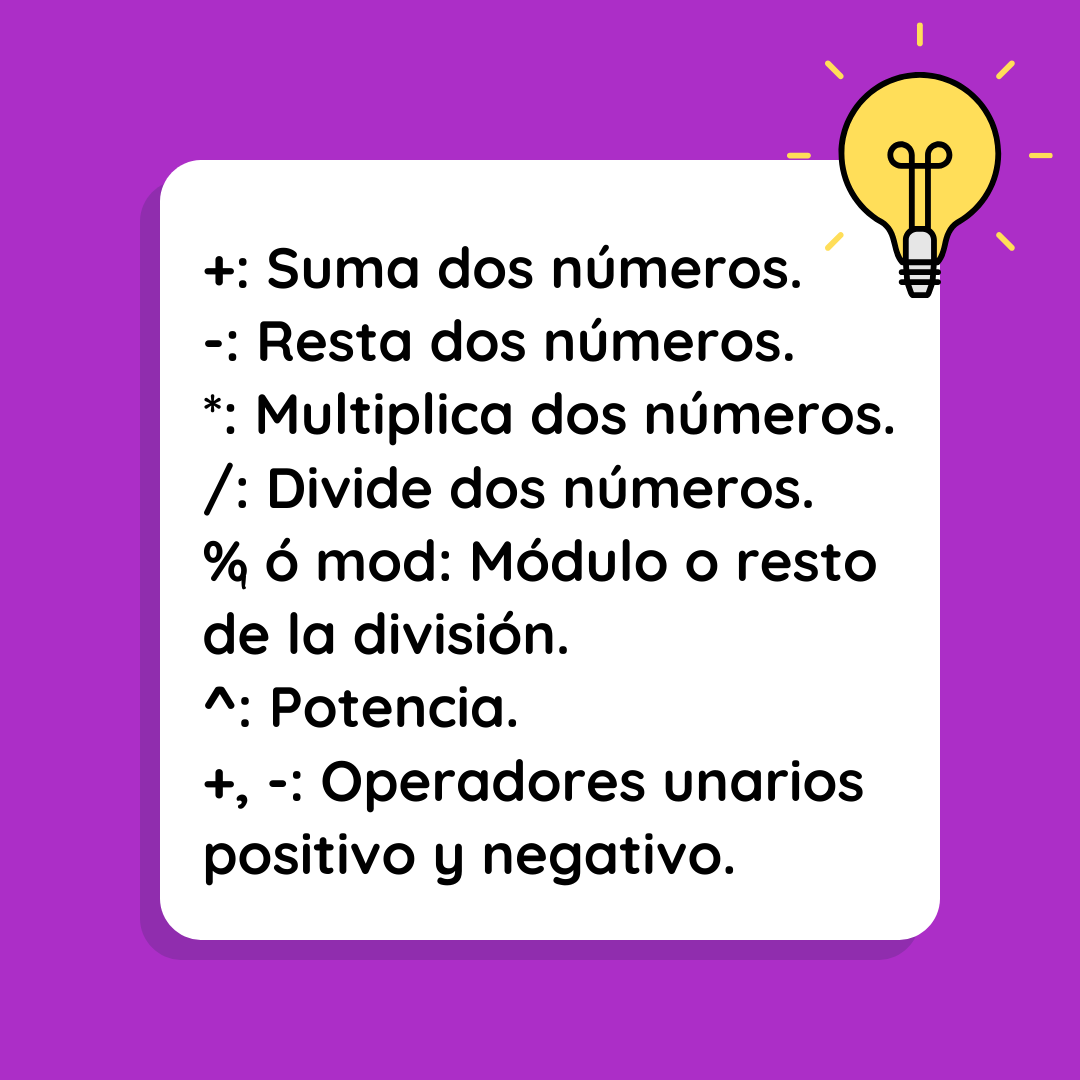 +: Suma dos números.
-: Resta dos números.
*: Multiplica dos números.
/: Divide dos números.
% ó mod: Módulo o resto
de la división.
^: Potencia.
+, -: Operadores unarios
positivo y negativo.